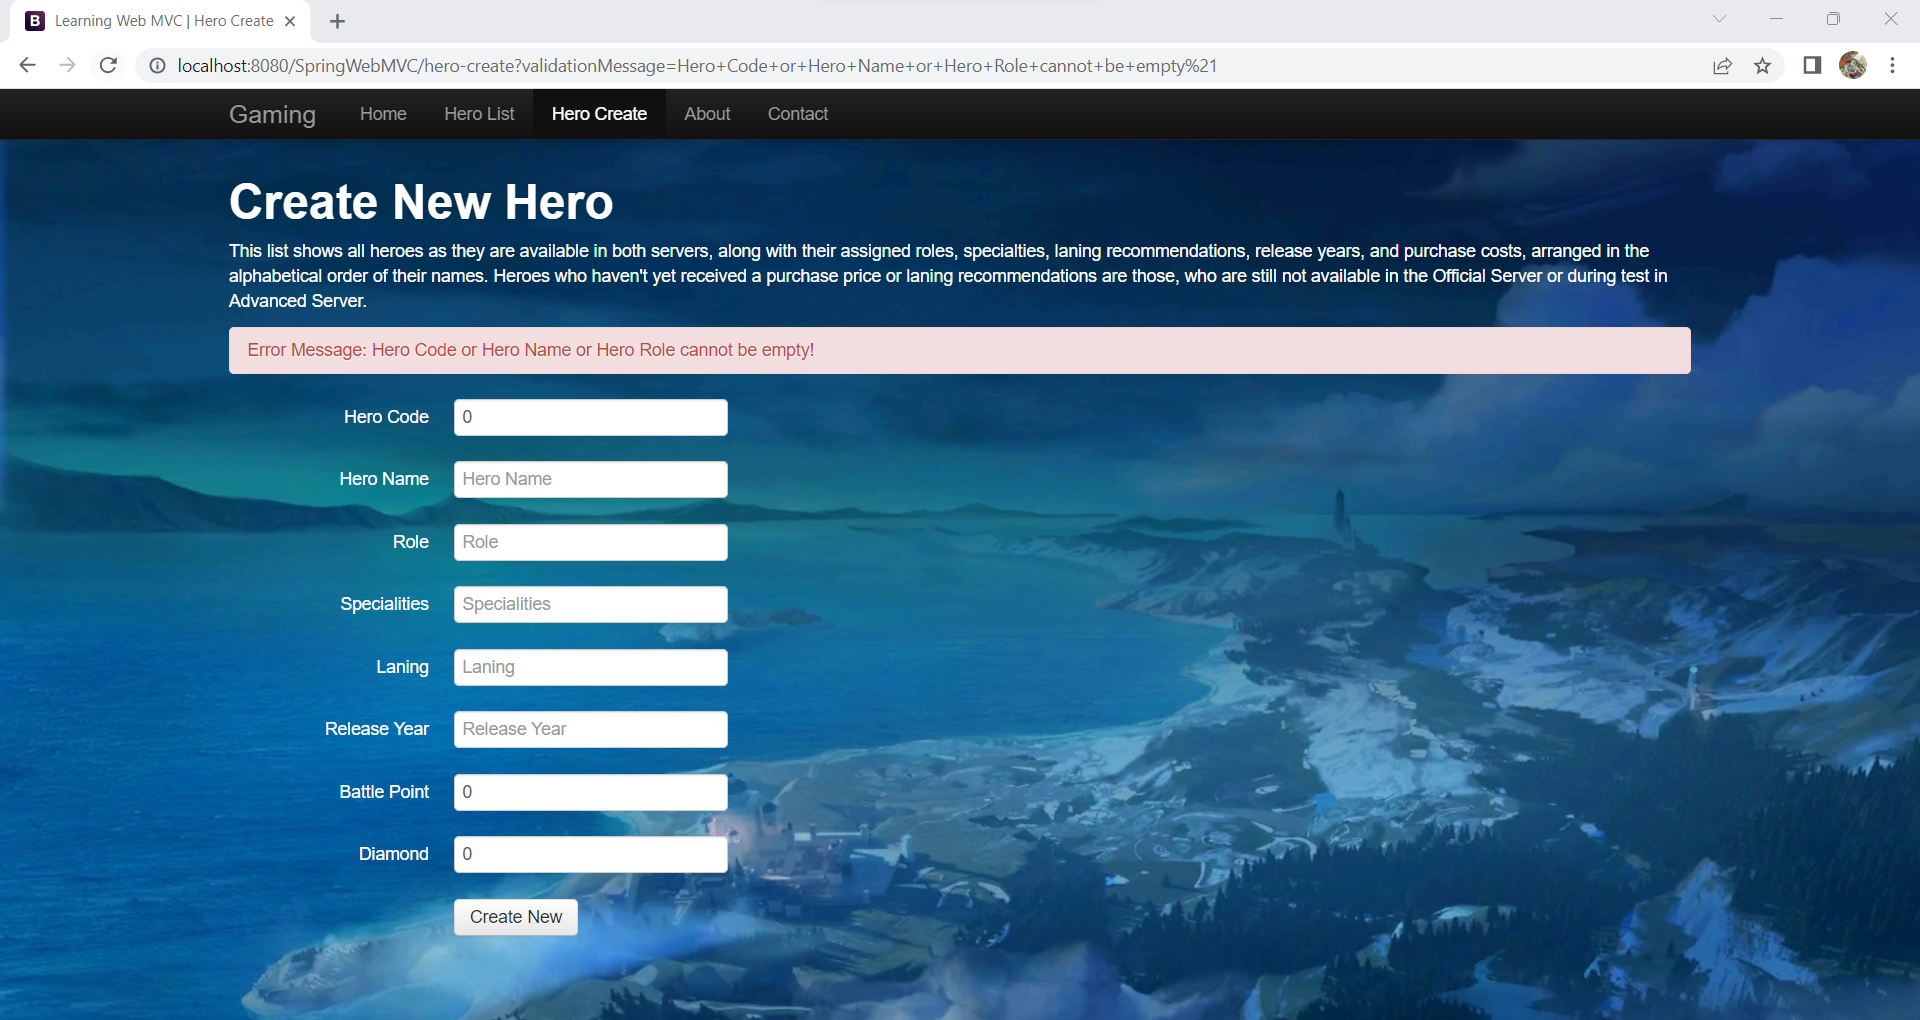 B Learning Web MVC | Hero Create
localhost:8080/SpringWebMVC/hero-create?validationMessage=Hero+Code+or+Hero+Name+or+Hero+Role+cannot+be+empty%21
Gaming Home Hero List Hero Create About Contact
Create New Hero
This list shows all heroes as they are available in both servers, along with their assigned roles, specialties, laning recommendations, release years, and purchase costs, arranged in the
alphabetical order of their names. Heroes who haven't yet received a purchase price or laning recommendations are those, who are still not available in the Official Server or during test in
Advanced Server.
Error Message: Hero Code or Hero Name or Hero Role cannot be empty!
Hero Code 0
Hero Name Hero Name
Role Role
Specialities Specialities
Laning Laning
Release Year Release Year
Battle Point 0
Diamond 0
Create New